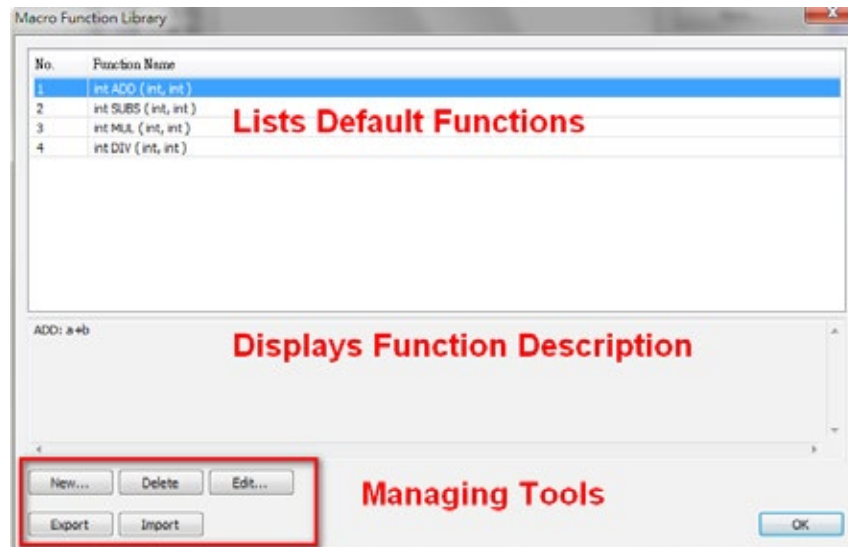 Macro Function Library
No. Function Name
1 int ADD ( int, int )
2 int SUBS ( int, int )
3 int MUL ( int, int )
4 int DIV ( int, int )
Lists Default Functions
ADD: a+b
Displays Function Description
New... Delete Edit...
Export Import
Managing Tools
OK